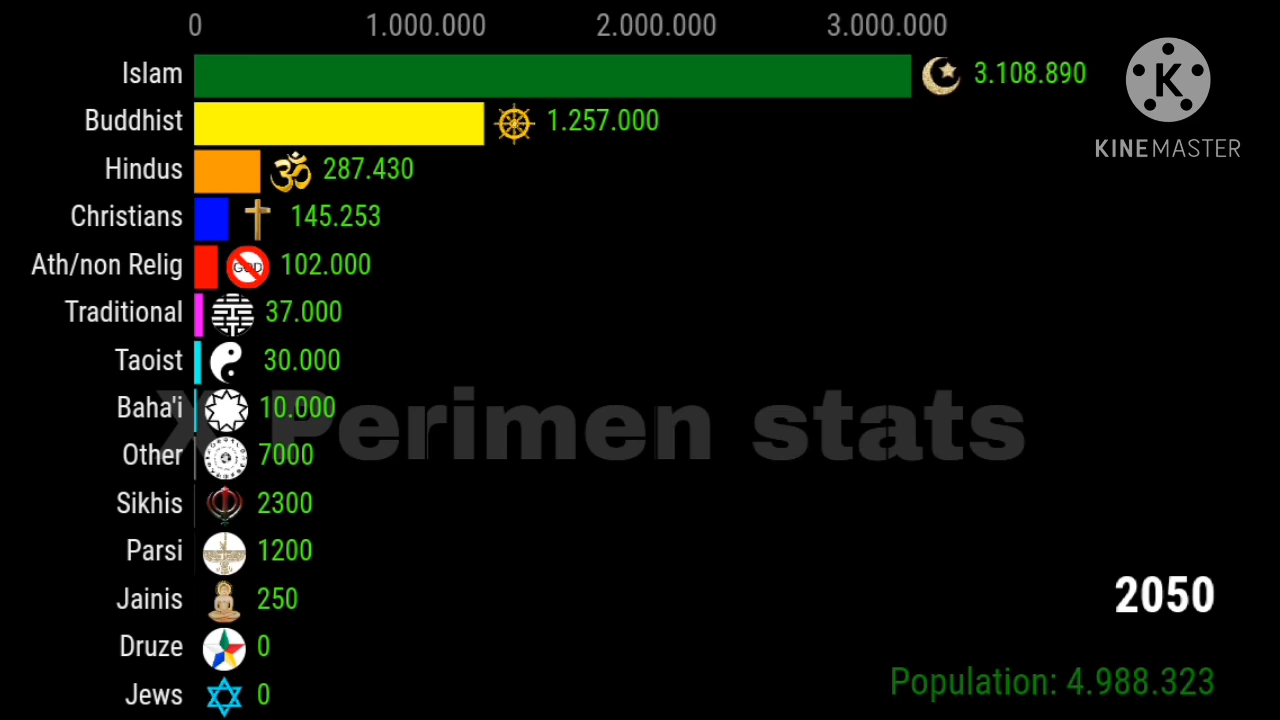 0 1.000.000 2.000.000 3.000.000
Islam 3.108.890
K
KINEMASTER
Buddhist 1.257.000
Hindus 287.430
Christians 145.253
Ath/non Relig GOD 102.000
Traditional 37.000
Taoist 30.000
Baha'i 10.000
X Perimen stats
Other 7000
Sikhis 2300
Parsi 1200
Jainis 250
2050
Druze 0
Population: 4.988.323
Jews 0